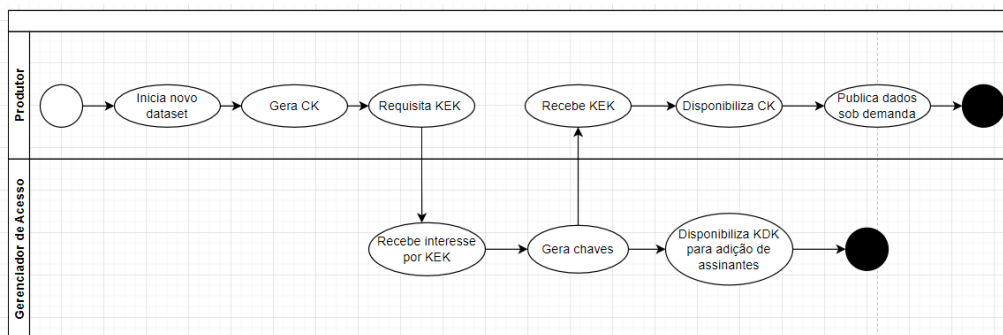 Produtor
Inicia novo
dataset
Gera CK
Requisita KEK
Recebe KEK
Disponibiliza CK
Publica dados
sob demanda
Gerenciador de Acesso
Recebe interesse
por KEK
Gera chaves
Disponibiliza KDK
para adição de
assinantes